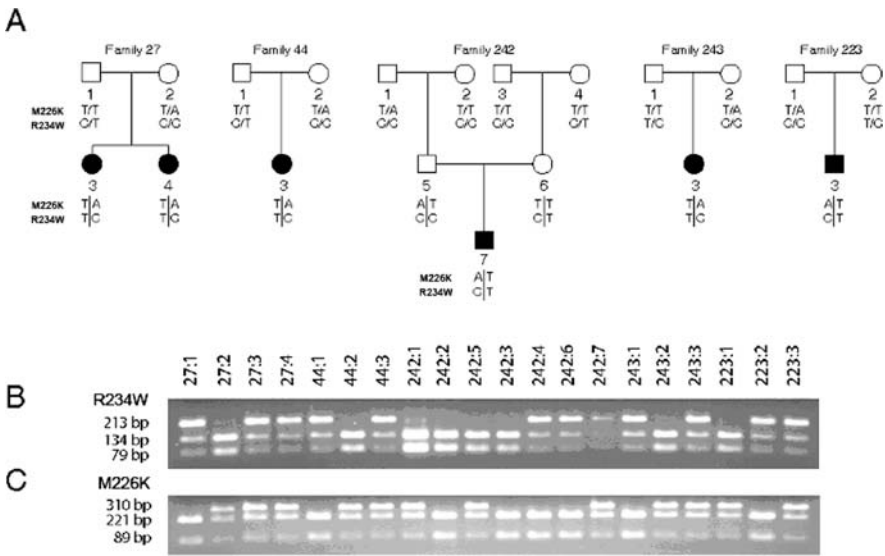 A
Family 27 Family 44 Family 242 Family 243 Family 223
1 2 1 2 1 2 3 4 1 2 1 2
M226K T/T T/A T/T T/A T/A T/T T/T T/T T/T T/A T/A T/T
R234W C/T C/C C/T C/C C/C C/C C/C C/T T/C C/C C/C T/C
3 4 3 5 6 3 3
M226K T|A T|A T|A A|T T|T T|A A|T
R234W T|C T|C T|C C|C C|T T|C C|T
7
M226K A|T
R234W C|T
27:1 27:2 27:3 27:4 44:1 44:2 44:3 242:1 242:2 242:5 242:3 242:4 242:6 242:7 243:1 243:2 243:3 223:1 223:2 223:3
B
R234W
213 bp
134 bp
79 bp
C
M226K
310 bp
221 bp
89 bp